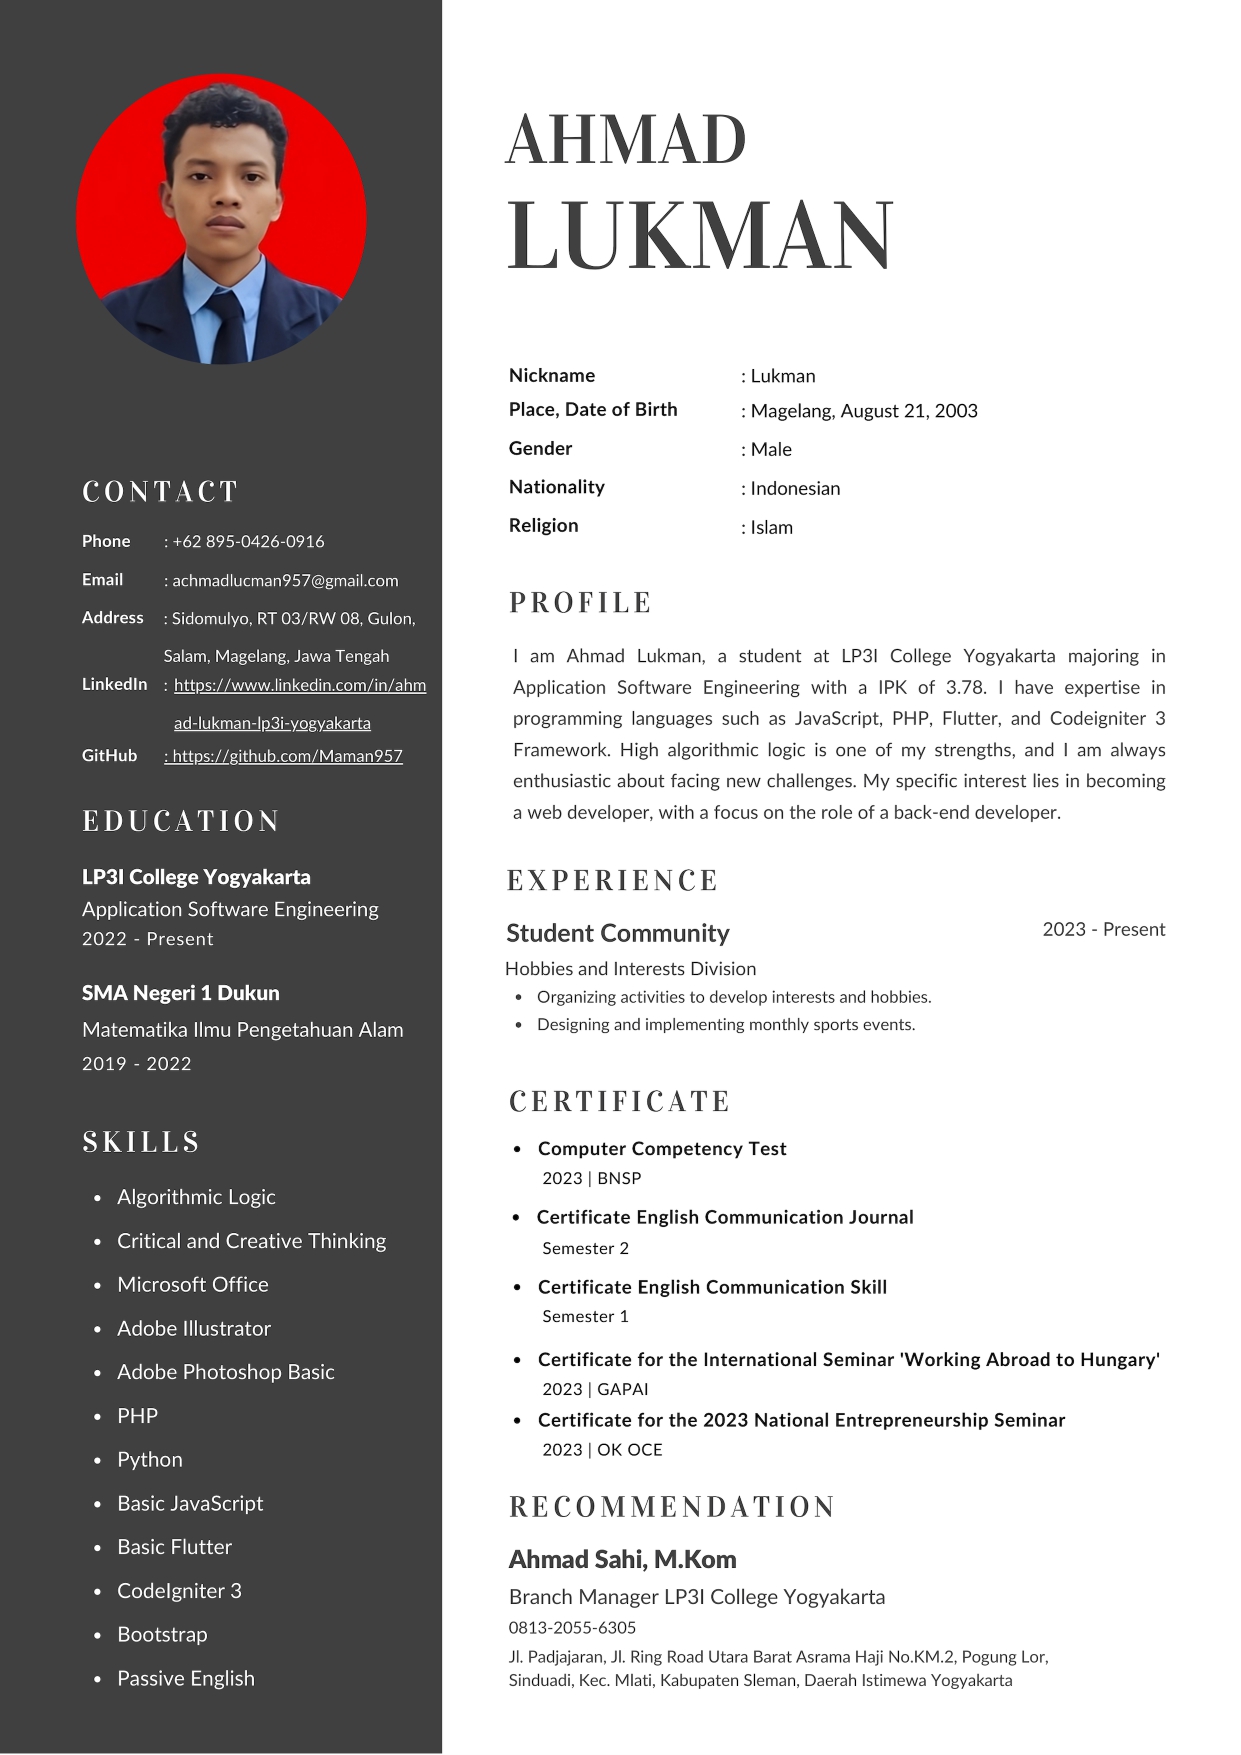 AHMAD
LUKMAN
Nickname : Lukman
Place, Date of Birth : Magelang, August 21, 2003
Gender : Male
Nationality : Indonesian
Religion : Islam
CONTACT
Phone : +62 895-0426-0916
Email : achmadlucman957@gmail.com
Address : Sidomulyo, RT 03/RW 08, Gulon,
Salam, Magelang, Jawa Tengah
LinkedIn : https://www.linkedin.com/in/ahm
ad-lukman-lp3i-yogyakarta
GitHub : https://github.com/Maman957
EDUCATION
LP3I College Yogyakarta
Application Software Engineering
2022 - Present
SMA Negeri 1 Dukun
Matematika Ilmu Pengetahuan Alam
2019 - 2022
SKILLS
• Algorithmic Logic
• Critical and Creative Thinking
• Microsoft Office
• Adobe Illustrator
• Adobe Photoshop Basic
• PHP
• Python
• Basic JavaScript
• Basic Flutter
• CodeIgniter 3
• Bootstrap
• Passive English
PROFILE
I am Ahmad Lukman, a student at LP3I College Yogyakarta majoring in
Application Software Engineering with a IPK of 3.78. I have expertise in
programming languages such as JavaScript, PHP, Flutter, and Codeigniter 3
Framework. High algorithmic logic is one of my strengths, and I am always
enthusiastic about facing new challenges. My specific interest lies in becoming
a web developer, with a focus on the role of a back-end developer.
EXPERIENCE
Student Community 2023 - Present
Hobbies and Interests Division
• Organizing activities to develop interests and hobbies.
• Designing and implementing monthly sports events.
CERTIFICATE
• Computer Competency Test
2023 | BNSP
• Certificate English Communication Journal
Semester 2
• Certificate English Communication Skill
Semester 1
• Certificate for the International Seminar 'Working Abroad to Hungary'
2023 | GAPAI
• Certificate for the 2023 National Entrepreneurship Seminar
2023 | OK OCE
RECOMMENDATION
Ahmad Sahi, M.Kom
Branch Manager LP3I College Yogyakarta
0813-2055-6305
Jl. Padjajaran, Jl. Ring Road Utara Barat Asrama Haji No.KM.2, Pogung Lor,
Sinduadi, Kec. Mlati, Kabupaten Sleman, Daerah Istimewa Yogyakarta